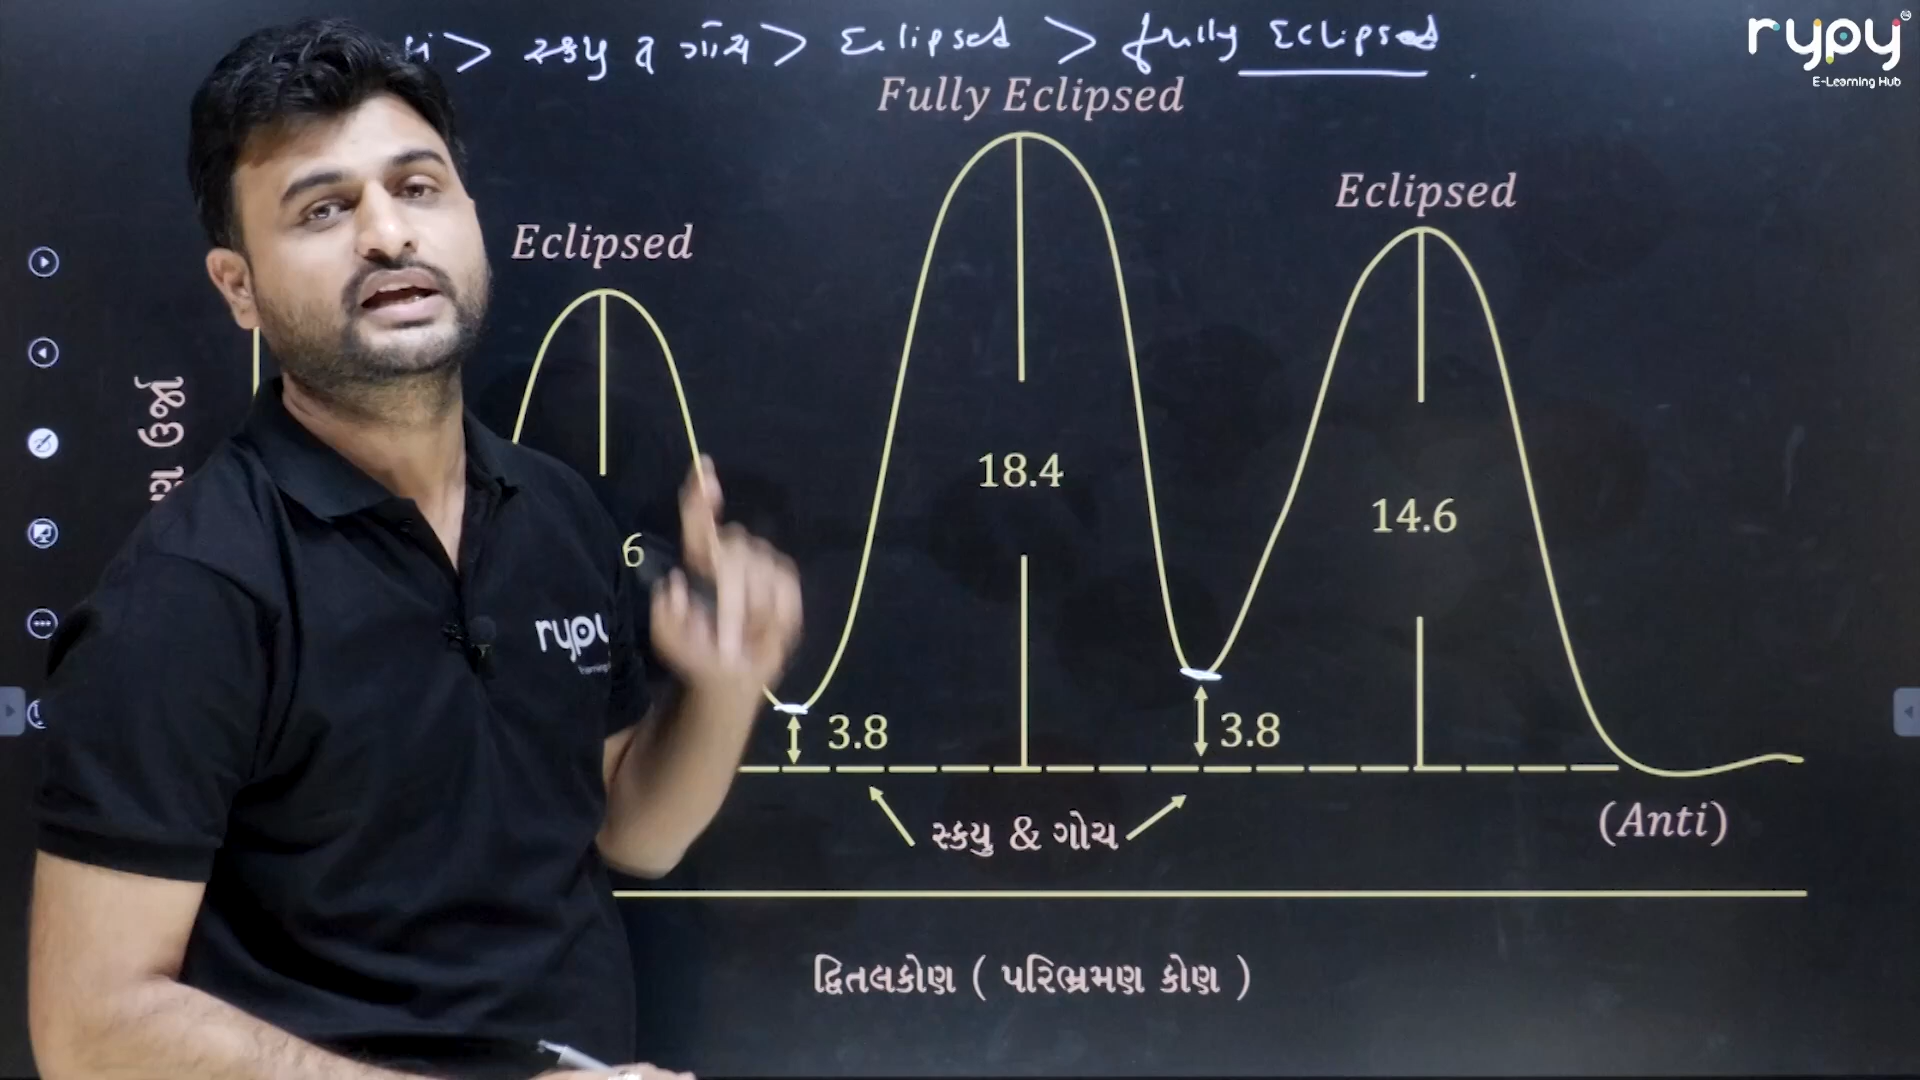 > સ્કયુ વ ગૉચ > Eclipsed > fully Eclipsed
rypy
E-Learning Hub
Fully Eclipsed
Eclipsed
Eclipsed
18.4
14.6
6
rypy
3.8
3.8
સ્કયુ & ગોચ
(Anti)
દ્વિતલકોણ ( પરિભ્રમણ કોણ )